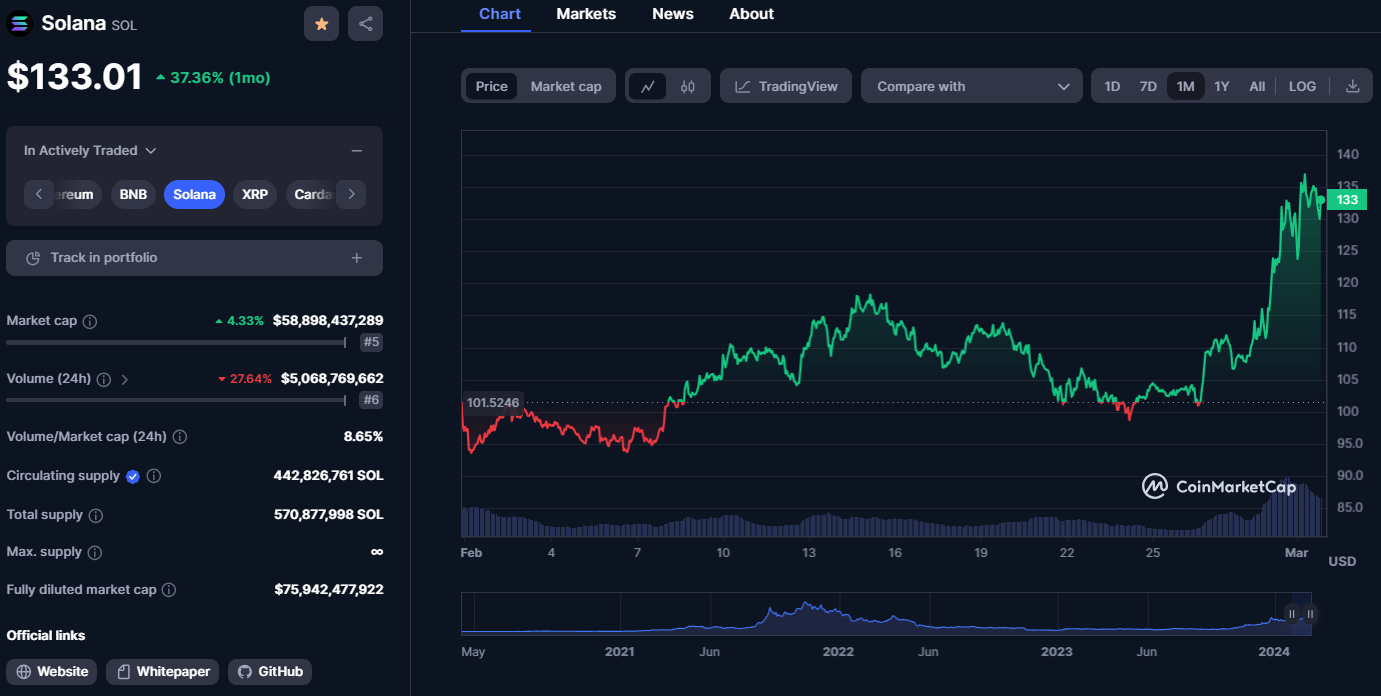 Solana SOL
$133.01 37.36% (1mo)
In Actively Traded
ereum BNB Solana XRP Carda
Track in portfolio
Market cap 4.33% $58,898,437,289
#5
Volume (24h) 27.64% $5,068,769,662
#6
Volume/Market cap (24h) 8.65%
Circulating supply 442,826,761 SOL
Total supply 570,877,998 SOL
Max. supply ∞
Fully diluted market cap $75,942,477,922
Official links
Website Whitepaper GitHub
Chart Markets News About
Price Market cap TradingView Compare with 1D 7D 1M 1Y All LOG
140
135
133
130
125
120
115
110
105
101.5246
100
95.0
90.0
CoinMarketCap
85.0
Feb 4 7 10 13 16 19 22 25 Mar
USD
May 2021 Jun 2022 Jun 2023 Jun 2024